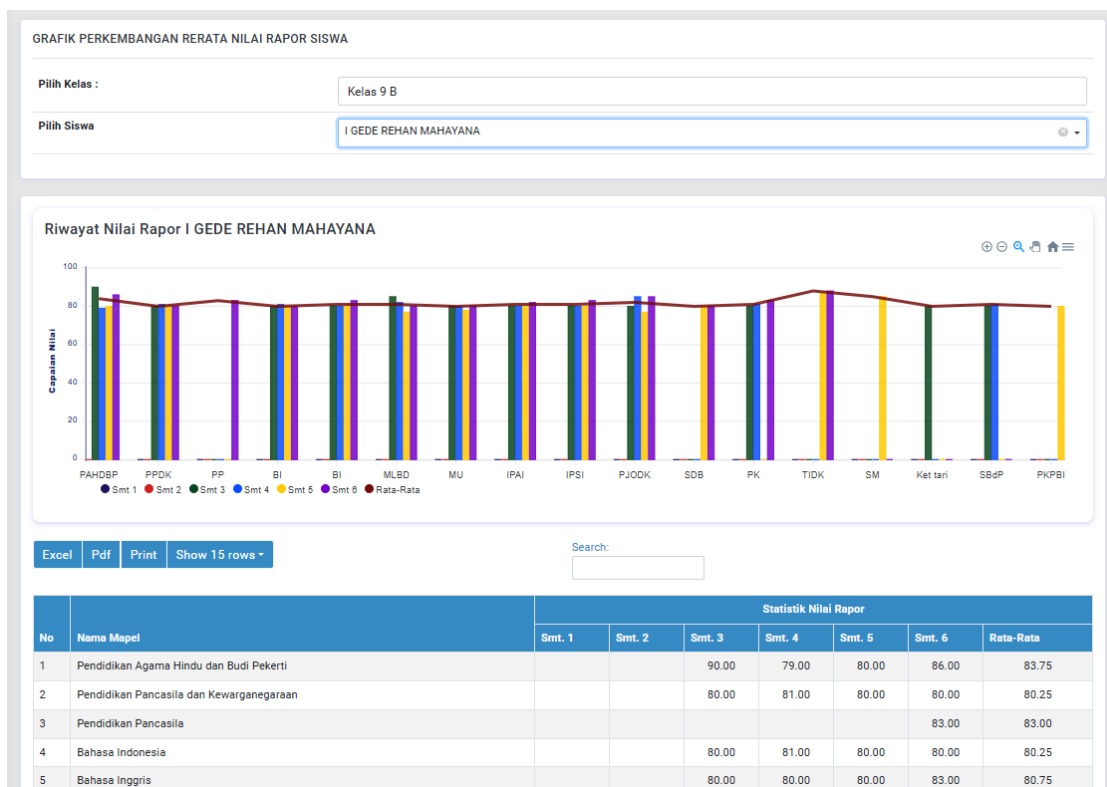 GRAFIK PERKEMBANGAN RERATA NILAI RAPOR SISWA
Pilih Kelas :
Kelas 9 B
Pilih Siswa
I GEDE REHAN MAHAYANA
Riwayat Nilai Rapor I GEDE REHAN MAHAYANA
100
80
60
40
20
0
Capaian Nilai
PAHDBP PPDK PP BI BI MLBD MU IPAI IPSI PJODK SDB PK TIDK SM Ket tari SBdP PKPBI
Smt 1 Smt 2 Smt 3 Smt 4 Smt 5 Smt 6 Rata-Rata
Excel Pdf Print Show 15 rows
Search:
Statistik Nilai Rapor
No Nama Mapel Smt. 1 Smt. 2 Smt. 3 Smt. 4 Smt. 5 Smt. 6 Rata-Rata
1 Pendidikan Agama Hindu dan Budi Pekerti 90.00 79.00 80.00 86.00 83.75
2 Pendidikan Pancasila dan Kewarganegaraan 80.00 81.00 80.00 80.00 80.25
3 Pendidikan Pancasila 83.00 83.00
4 Bahasa Indonesia 80.00 81.00 80.00 80.00 80.25
5 Bahasa Inggris 80.00 80.00 80.00 83.00 80.75